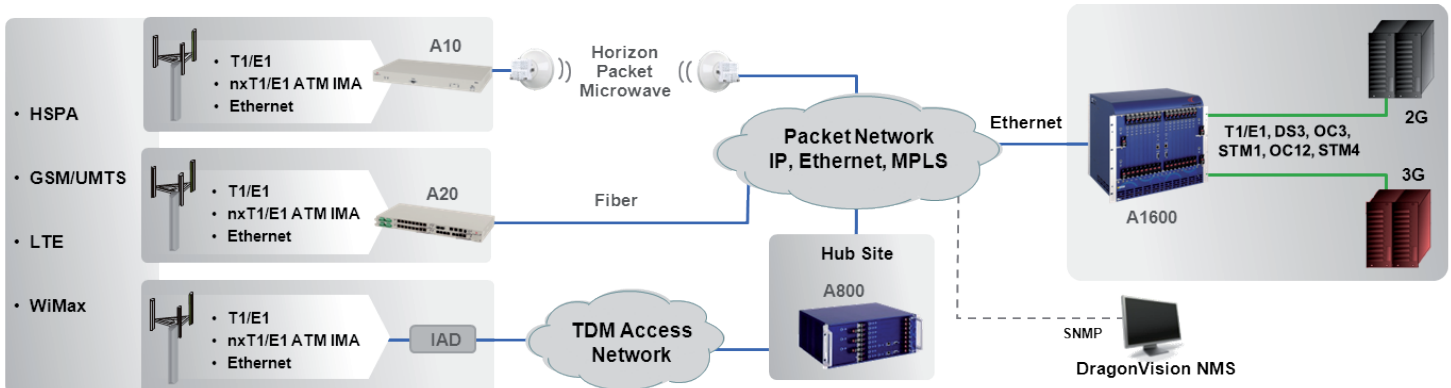 • HSPA
• GSM/UMTS
• LTE
• WiMax
• T1/E1
• nxT1/E1 ATM IMA
• Ethernet
A10
Horizon
Packet
Microwave
• T1/E1
• nxT1/E1 ATM IMA
• Ethernet
A20
Fiber
• T1/E1
• nxT1/E1 ATM IMA
• Ethernet
IAD
TDM Access
Network
Packet Network
IP, Ethernet, MPLS
Hub Site
A800
Ethernet
A1600
T1/E1, DS3, OC3,
STM1, OC12, STM4
2G
3G
SNMP
DragonVision NMS